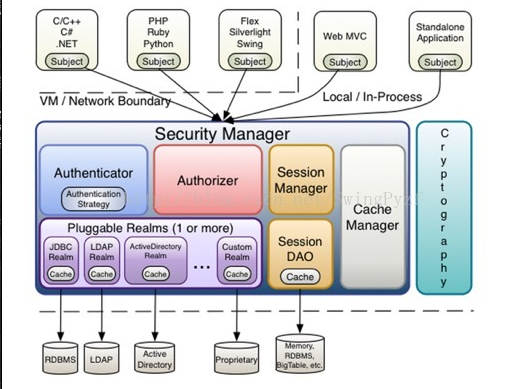 C/C++
C#
.NET
Subject
PHP
Ruby
Python
Subject
Flex
Silverlight
Swing
Subject
Web MVC
Subject
Standalone
Application
Subject
VM / Network Boundary
Local / In-Process
Security Manager
Authenticator
Authentication
Strategy
Authorizer
Session
Manager
Cache
Manager
Cryptography
Pluggable Realms (1 or more)
JDBC
Realm
Cache
LDAP
Realm
Cache
ActiveDirectory
Realm
Cache
...
Custom
Realm
Cache
Session
DAO
Cache
RDBMS
LDAP
Active
Directory
Proprietary
Memory,
RDBMS,
BigTable, etc.